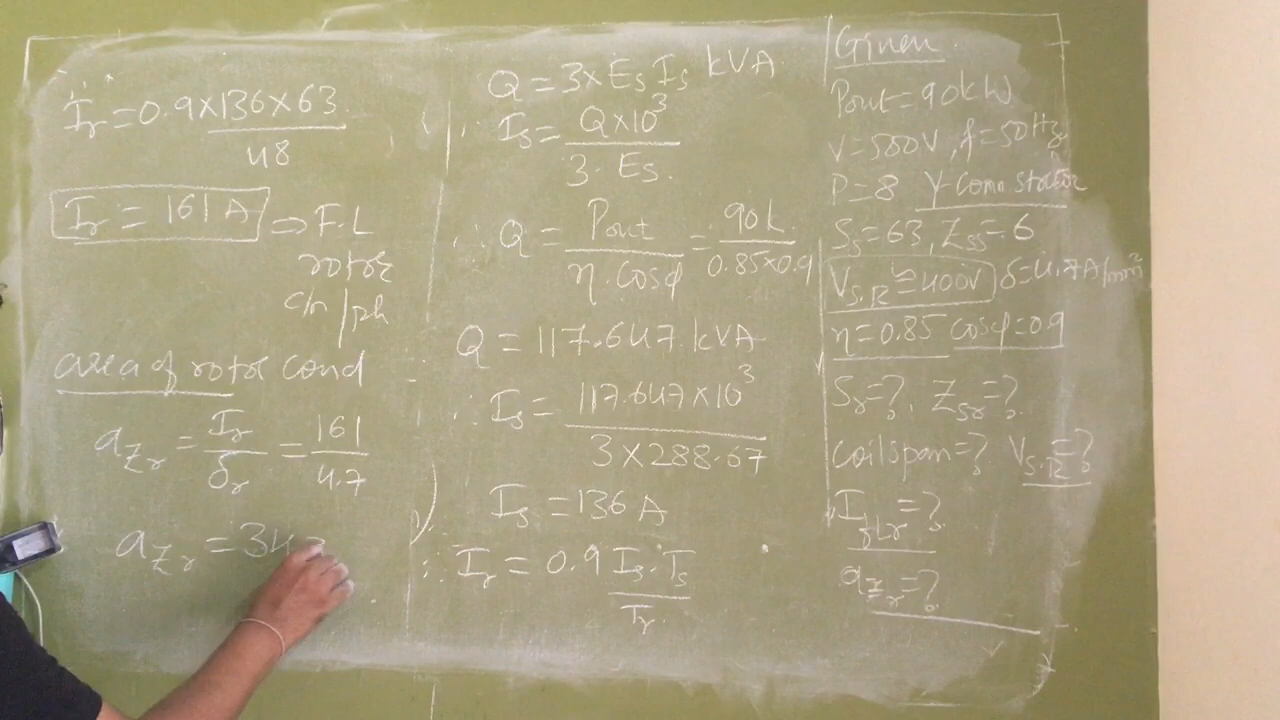 ∴ Ir = 0.9×136×63
48
Ir = 161 A ⇒ F.L
rotor
c/n /ph
area of rotor cond
aZr = Ir/δr = 161/4.7
aZr = 34.
Q = 3× Es Is kVA
∴ Is = Q×10³
3. Es.
∴ Q = Pout/η.cosφ = 90k/0.85×0.9
Q = 117.647 kVA
∴ Is = 117.647×10³
3×288.67
Is = 136 A
∴ Ir = 0.9 Is.Ts
Tr.
Given
Pout = 90kW
V=500V, f=50Hz
P=8 Y-conn stator
Ss=63, Zss=6
VS.R ≅ 400V δ=4.7A/mm²
η=0.85 cosφ=0.9
Sr=?, Zsr=?
coilspan=? VS.R=?
IfLr=?
aZr=?